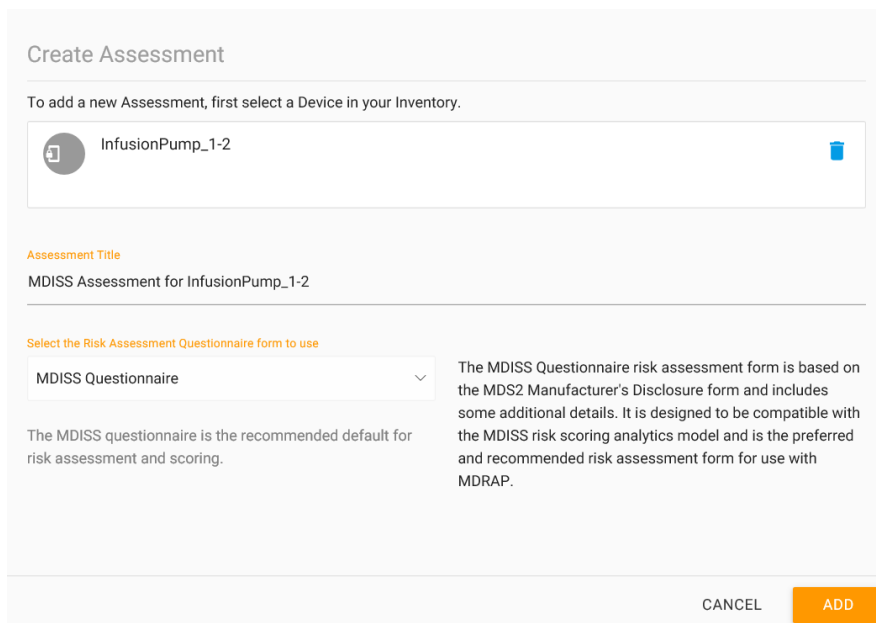 Create Assessment
To add a new Assessment, first select a Device in your Inventory.
InfusionPump_1-2
Assessment Title
MDISS Assessment for InfusionPump_1-2
Select the Risk Assessment Questionnaire form to use
MDISS Questionnaire
The MDISS questionnaire is the recommended default for
risk assessment and scoring.
The MDISS Questionnaire risk assessment form is based on
the MDS2 Manufacturer's Disclosure form and includes
some additional details. It is designed to be compatible with
the MDISS risk scoring analytics model and is the preferred
and recommended risk assessment form for use with
MDRAP.
CANCEL
ADD